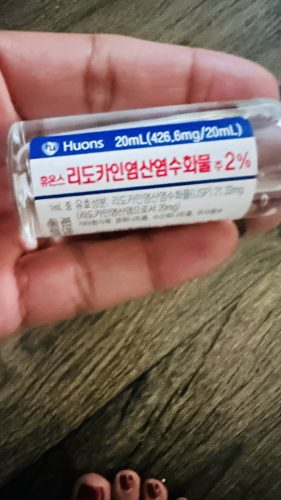 Huons 20mL(426.6mg/20mL)
휴온스 리도카인염산염수화물 주 2%
1mL 중 유효성분: 리도카인염산염수화물(USP) 21.33mg
(리도카인염산염으로서 20mg)